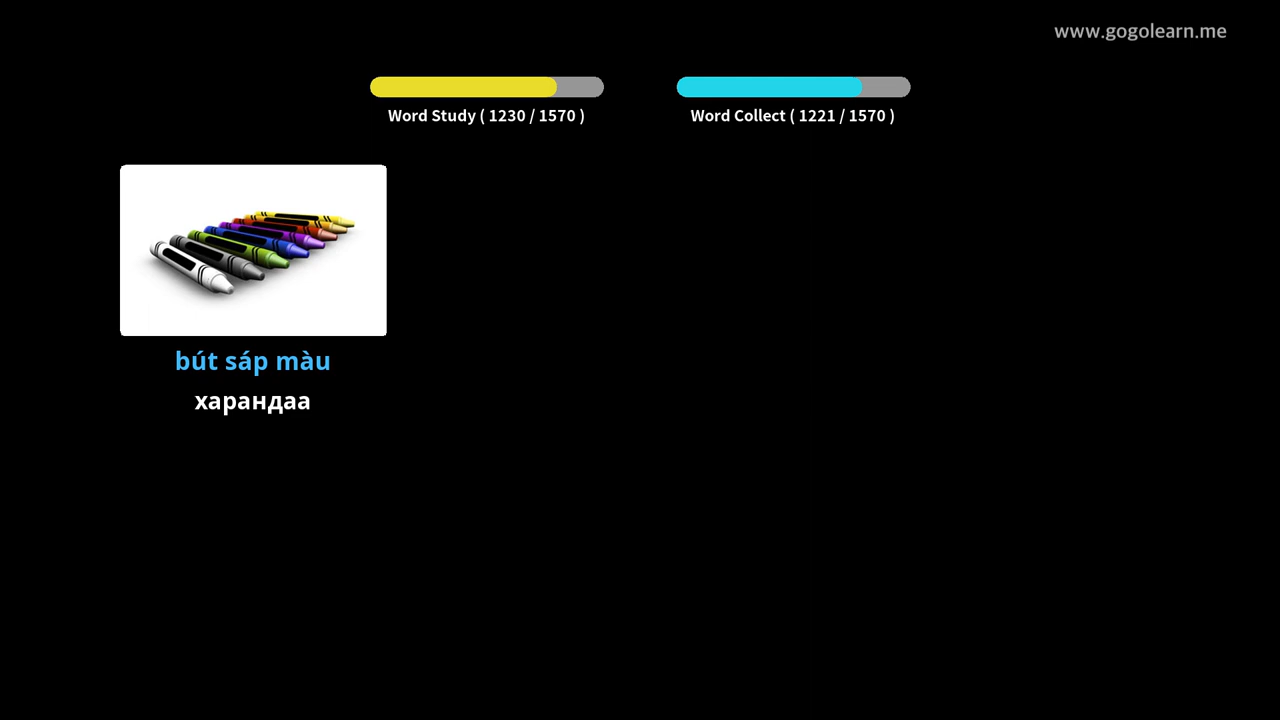 www.gogolearn.me
Word Study ( 1230 / 1570 )
Word Collect ( 1221 / 1570 )
bút sáp màu
харандаа